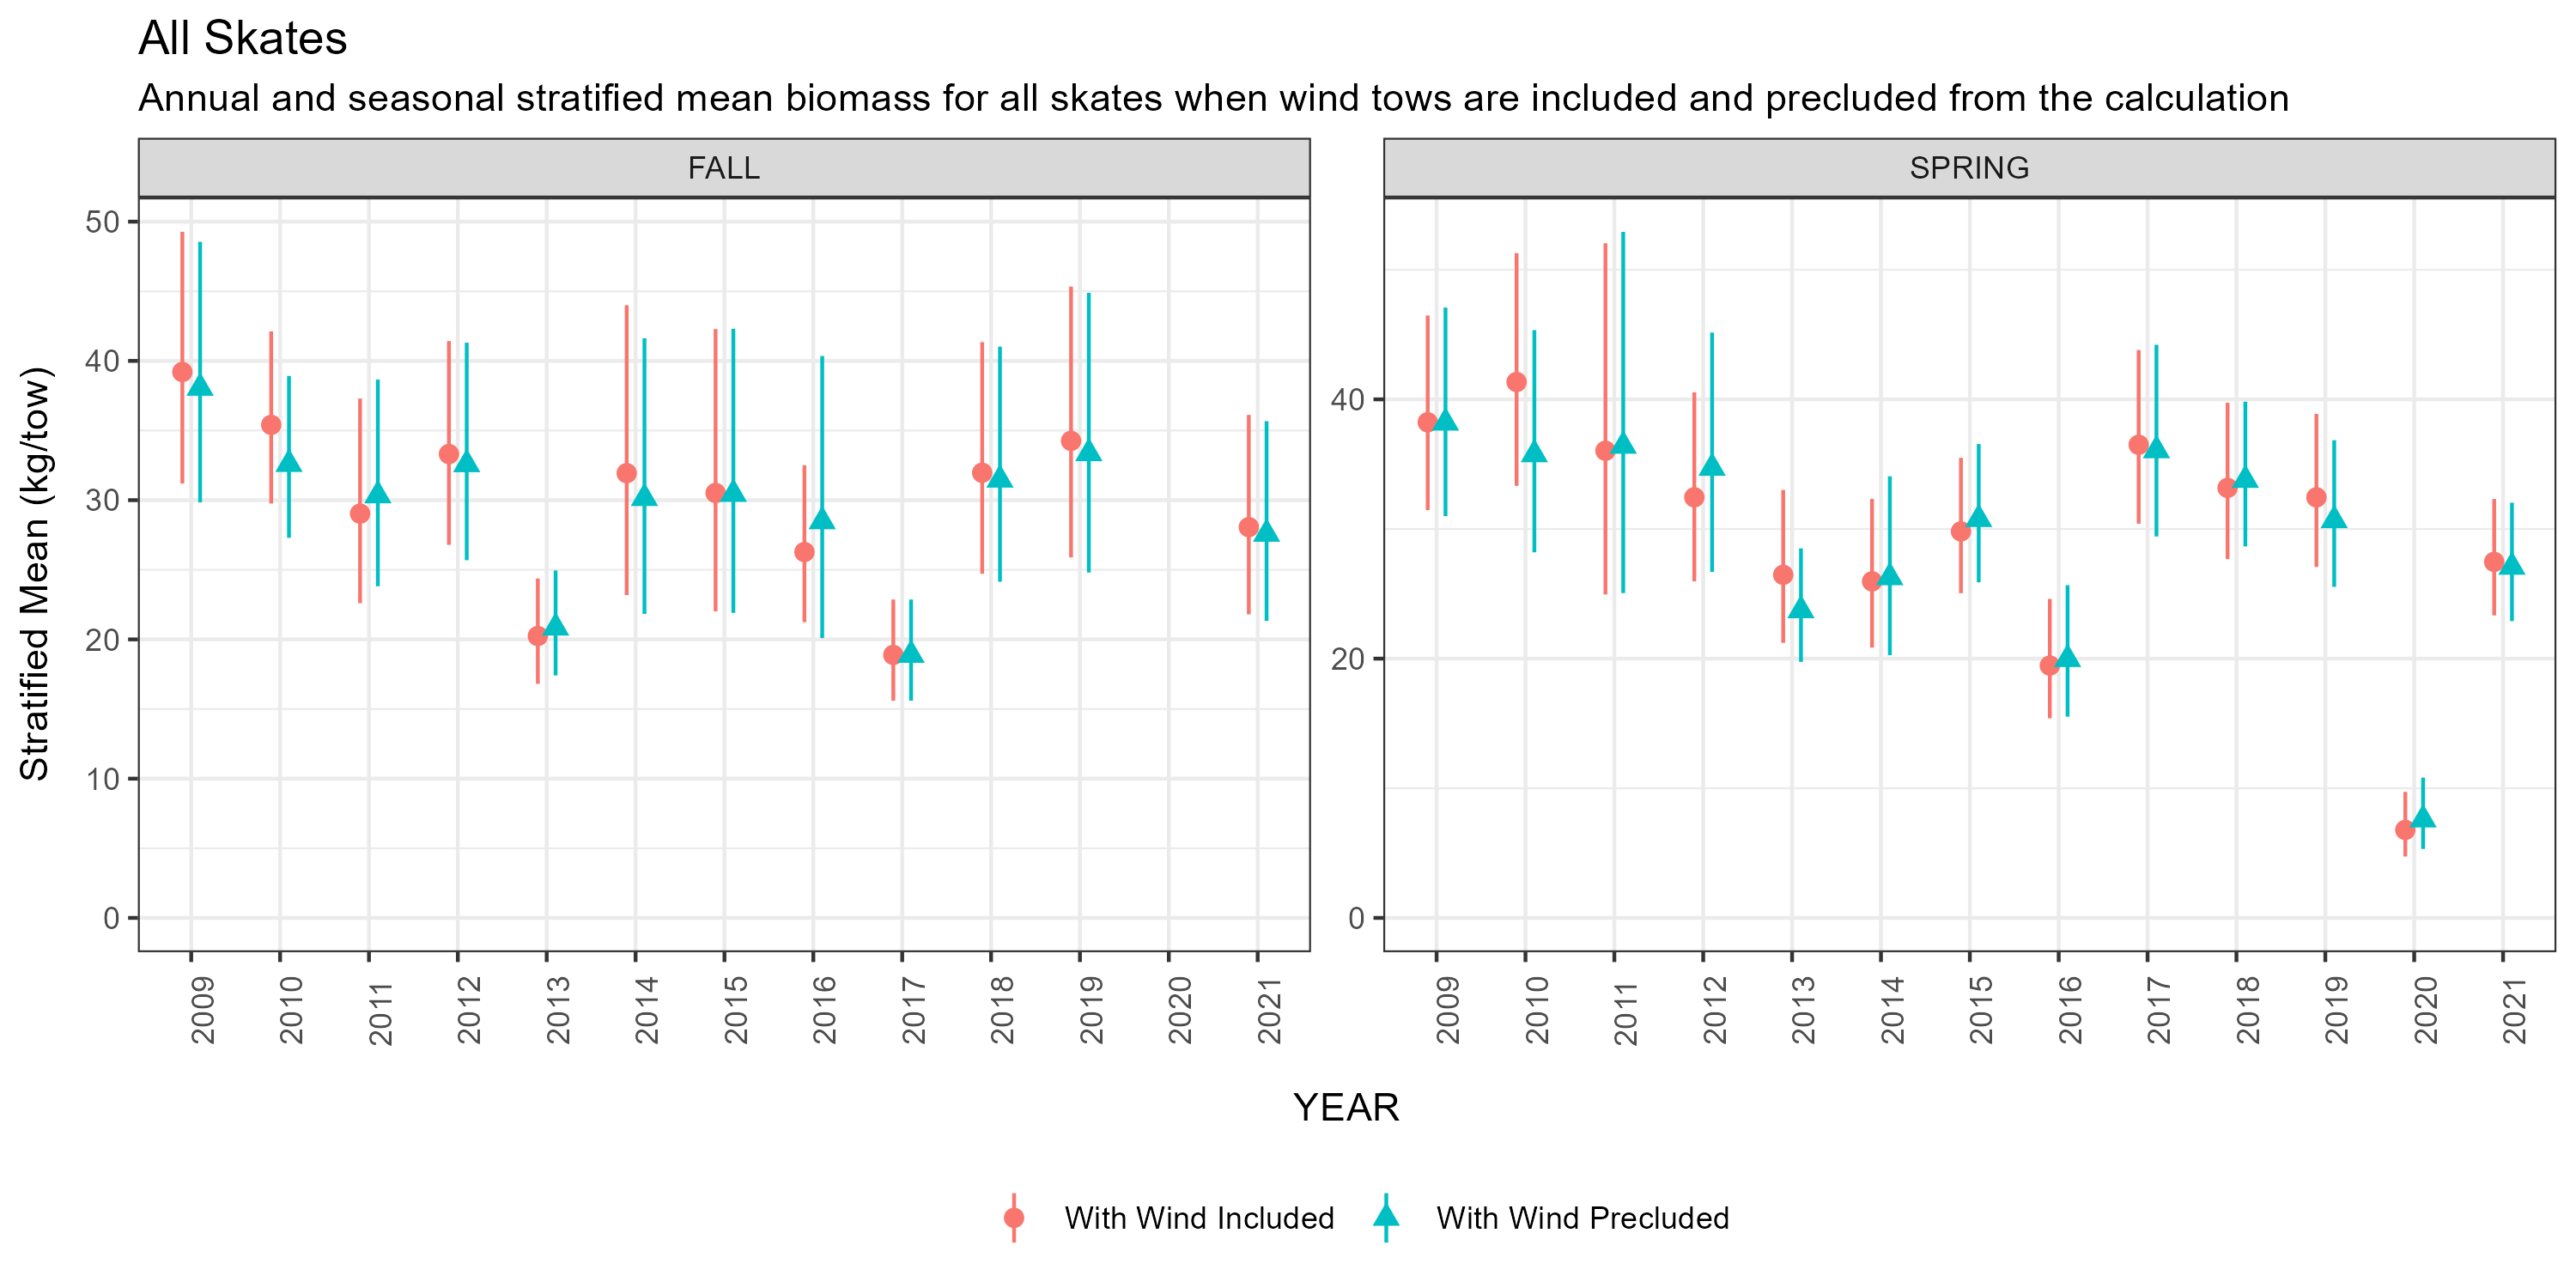 All Skates
Annual and seasonal stratified mean biomass for all skates when wind tows are included and precluded from the calculation
FALL
SPRING
Stratified Mean (kg/tow)
50
40
30
20
10
0
40
20
0
2009 2010 2011 2012 2013 2014 2015 2016 2017 2018 2019 2020 2021
2009 2010 2011 2012 2013 2014 2015 2016 2017 2018 2019 2020 2021
YEAR
With Wind Included
With Wind Precluded